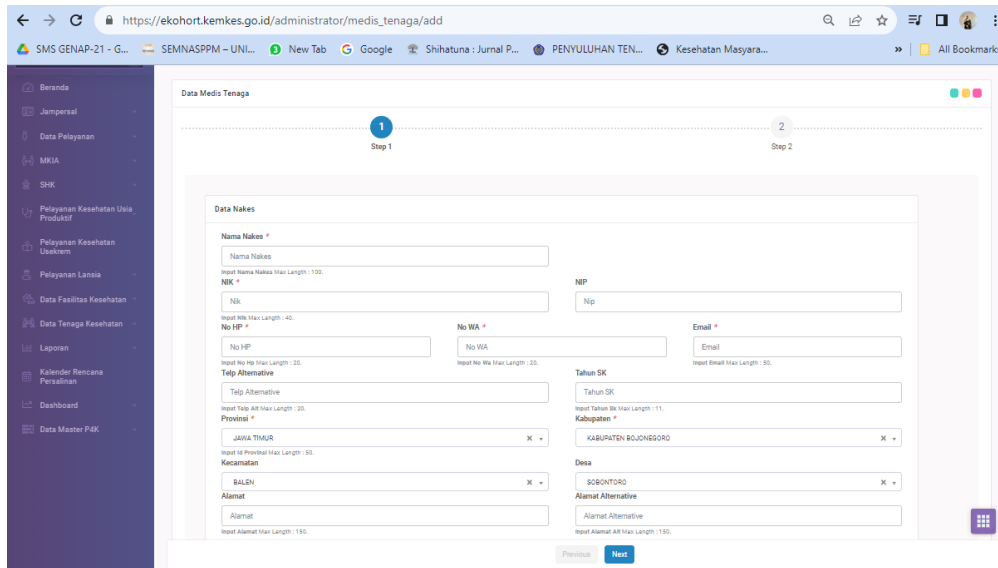 https://ekohort.kemkes.go.id/administrator/medis_tenaga/add
SMS GENAP-21 - G... SEMNASPPM – UNI... New Tab Google Shihatuna : Jurnal P... PENYULUHAN TEN... Kesehatan Masyara... » All Bookmarks
Beranda
Jampersal
Data Pelayanan
MKIA
SHK
Pelayanan Kesehatan Usia
Produktif
Pelayanan Kesehatan
Usekrem
Pelayanan Lansia
Data Fasilitas Kesehatan
Data Tenaga Kesehatan
Laporan
Kalender Rencana
Persalinan
Dashboard
Data Master P4K
Data Medis Tenaga
1 2
Step 1 Step 2
Data Nakes
Nama Nakes *
Nama Nakes
Input Nama Nakes Max Length : 100.
NIK * NIP
Nik Nip
Input Nik Max Length : 40.
No HP * No WA * Email *
No HP No WA Email
Input No Hp Max Length : 20. Input No Wa Max Length : 20. Input Email Max Length : 50.
Telp Alternative Tahun SK
Telp Alternative Tahun SK
Input Telp Alt Max Length : 20. Input Tahun Sk Max Length : 11.
Provinsi * Kabupaten *
JAWA TIMUR KABUPATEN BOJONEGORO
Input Id Provinsi Max Length : 50.
Kecamatan Desa
BALEN SOBONTORO
Alamat Alamat Alternative
Alamat Alamat Alternative
Input Alamat Max Length : 150. Input Alamat Alt Max Length : 150.
Previous Next